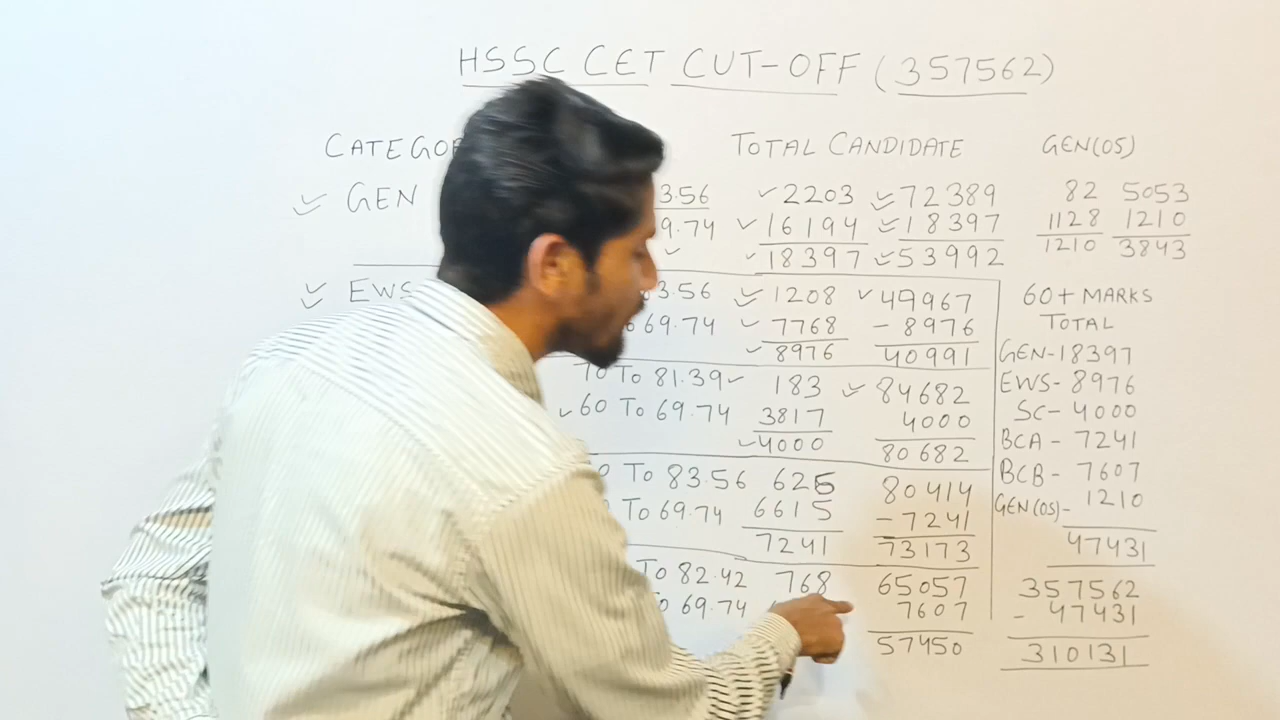 HSSC CET CUT-OFF (357562)
TOTAL CANDIDATE GEN(OS)
GEN 3.56 2203 72389 82 5053
9.74 16194 18397 1128 1210
18397 53992 1210 3843
EWS 3.56 1208 49967 60+ MARKS
69.74 7768 - 8976 TOTAL
8976 40991 GEN-18397
70 TO 81.39 183 84682 EWS- 8976
60 TO 69.74 3817 4000 SC- 4000
4000 80682 BCA - 7241
TO 83.56 625 80414 BCB - 7607
TO 69.74 6615 - 7241 GEN(OS)- 1210
7241 73173 47431
TO 82.42 768 65057 357562
69.74 7607 - 47431
57450 310131